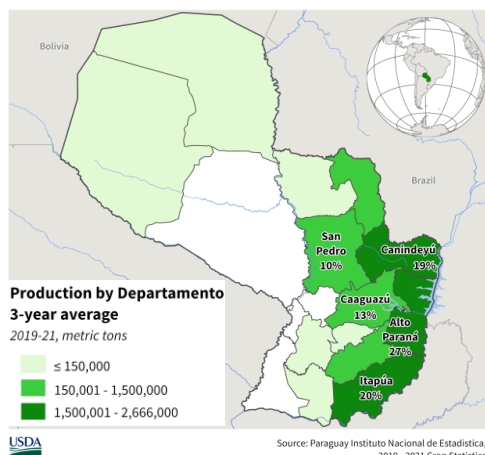 Bolivia
Brazil
San
Pedro
10%
Canindeyú
19%
Caaguazú
13%
Alto
Paraná
27%
Itapúa
20%
Production by Departamento
3-year average
2019-21, metric tons
≤ 150,000
150,001 - 1,500,000
1,500,001 - 2,666,000
USDA
Source: Paraguay Instituto Nacional de Estadistica,